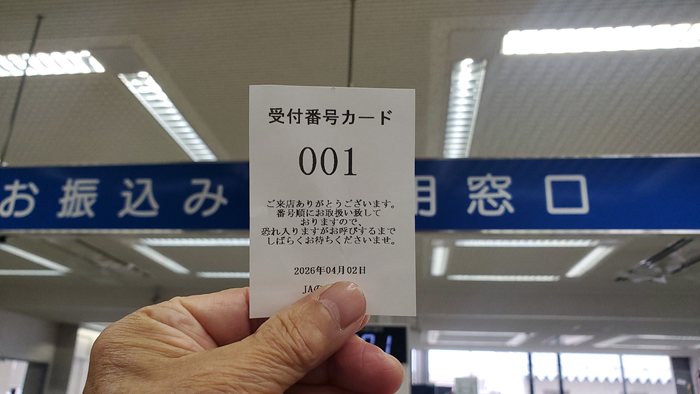 受付番号カード
001
ご来店ありがとうございます。
番号順にお取扱い致して
おりますので、
恐れ入りますがお呼びするまで
しばらくお待ちくださいませ。
2026年04月02日
JAの
お振込み
用窓口